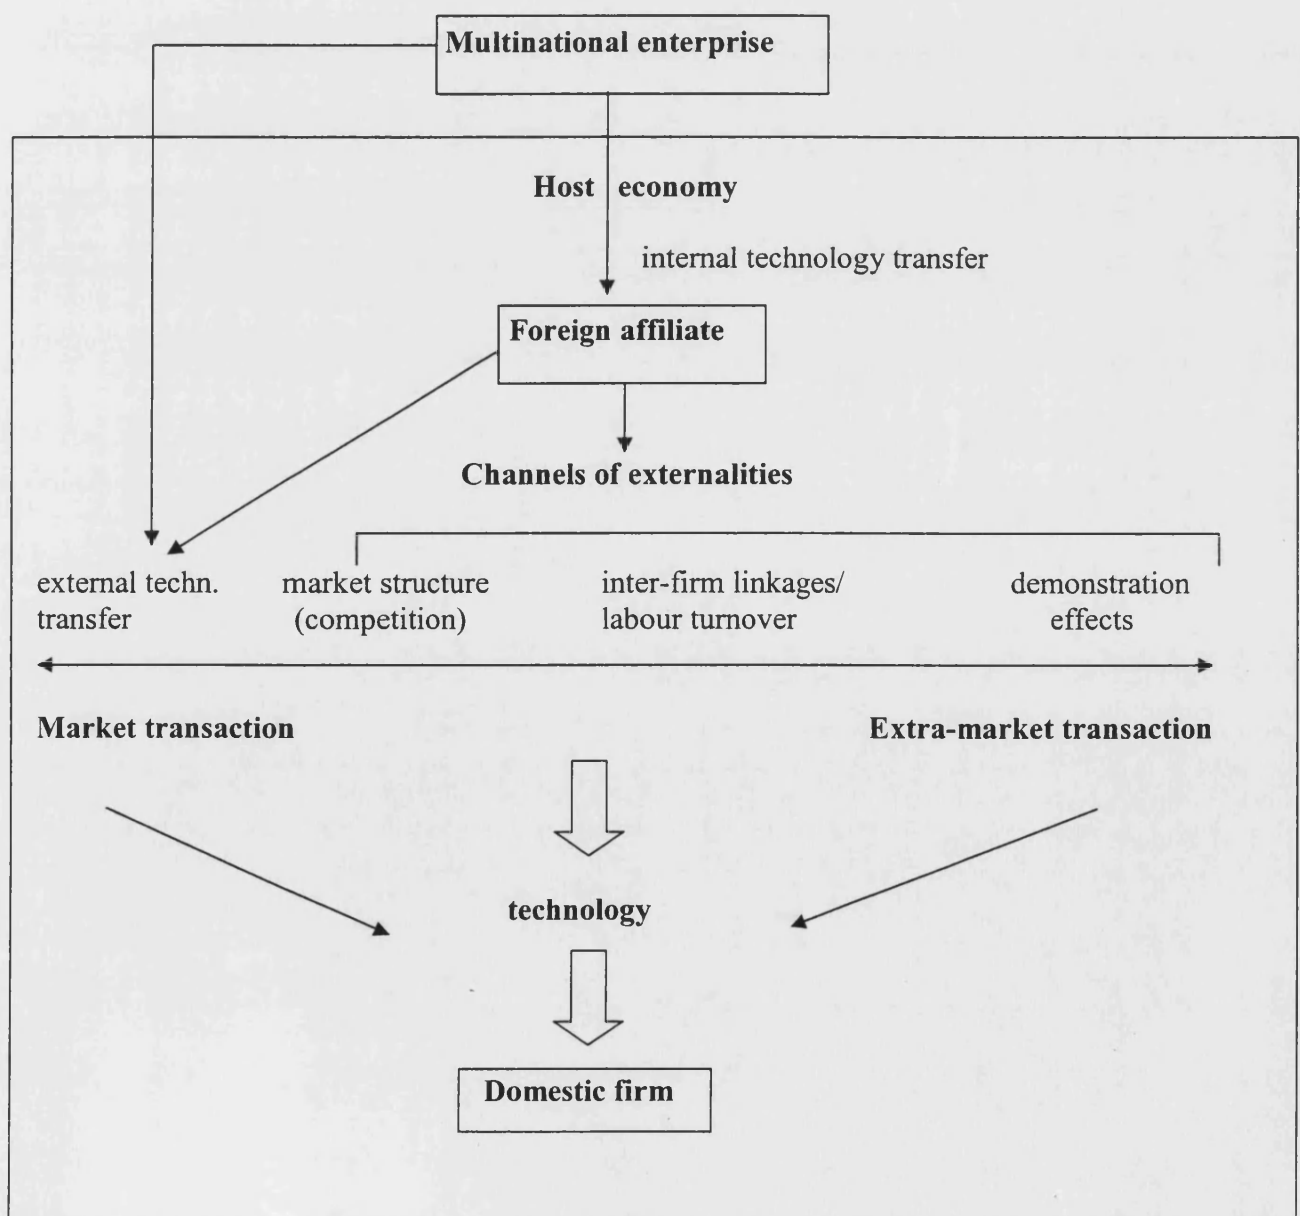 Multinational enterprise
Host economy
internal technology transfer
Foreign affiliate
Channels of externalities
external techn.
transfer
market structure
(competition)
inter-firm linkages/
labour turnover
demonstration
effects
Market transaction
Extra-market transaction
technology
Domestic firm